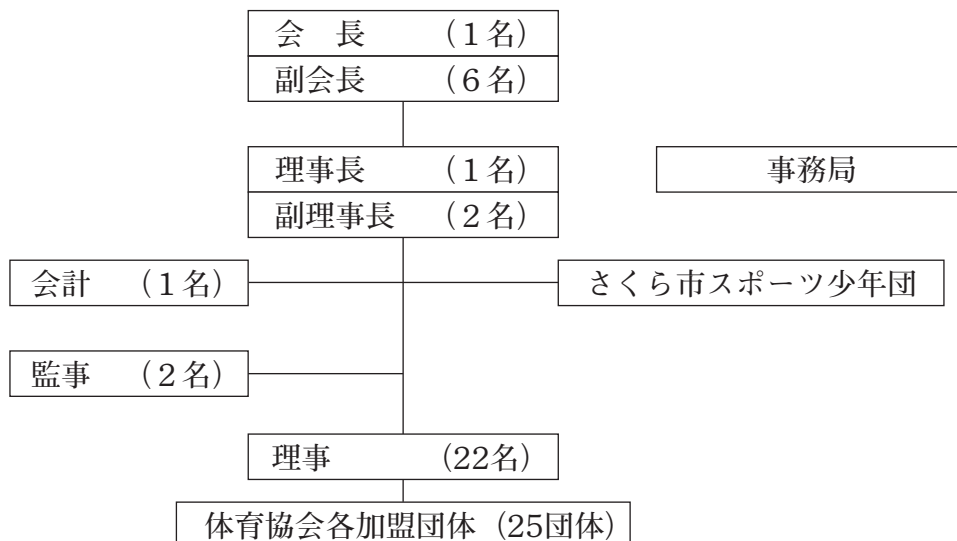 会　長　　（１名）
副会長　　（６名）
理事長　　（１名）
事務局
副理事長　（２名）
会計　（１名）
さくら市スポーツ少年団
監事　（２名）
理事　　　（22名）
体育協会各加盟団体（25団体）